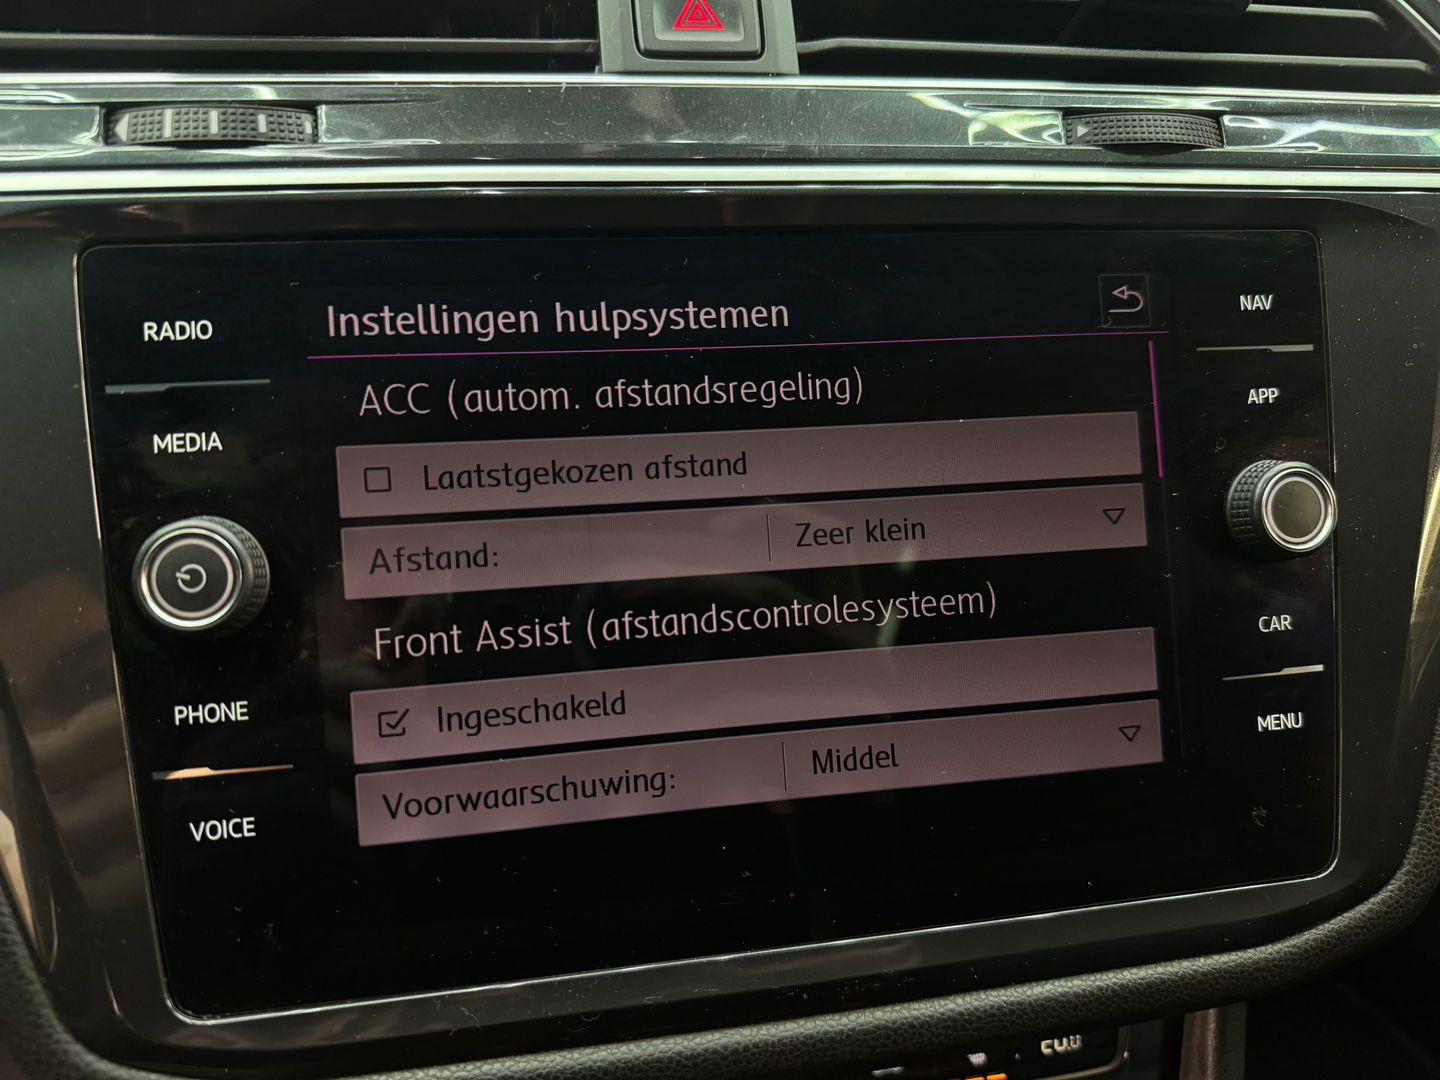 RADIO
MEDIA
PHONE
VOICE
Instellingen hulpsystemen
ACC (autom. afstandsregeling)
Laatstgekozen afstand
Afstand: Zeer klein
Front Assist (afstandscontrolesysteem)
Ingeschakeld
Voorwaarschuwing: Middel
NAV
APP
CAR
MENU